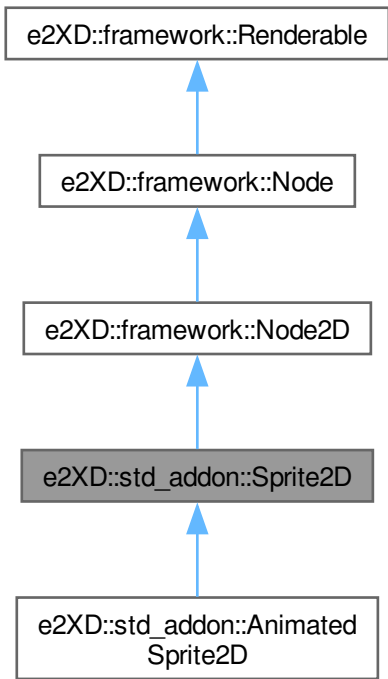 e2XD::framework::Renderable
e2XD::framework::Node
e2XD::framework::Node2D
e2XD::std_addon::Sprite2D
e2XD::std_addon::Animated
Sprite2D